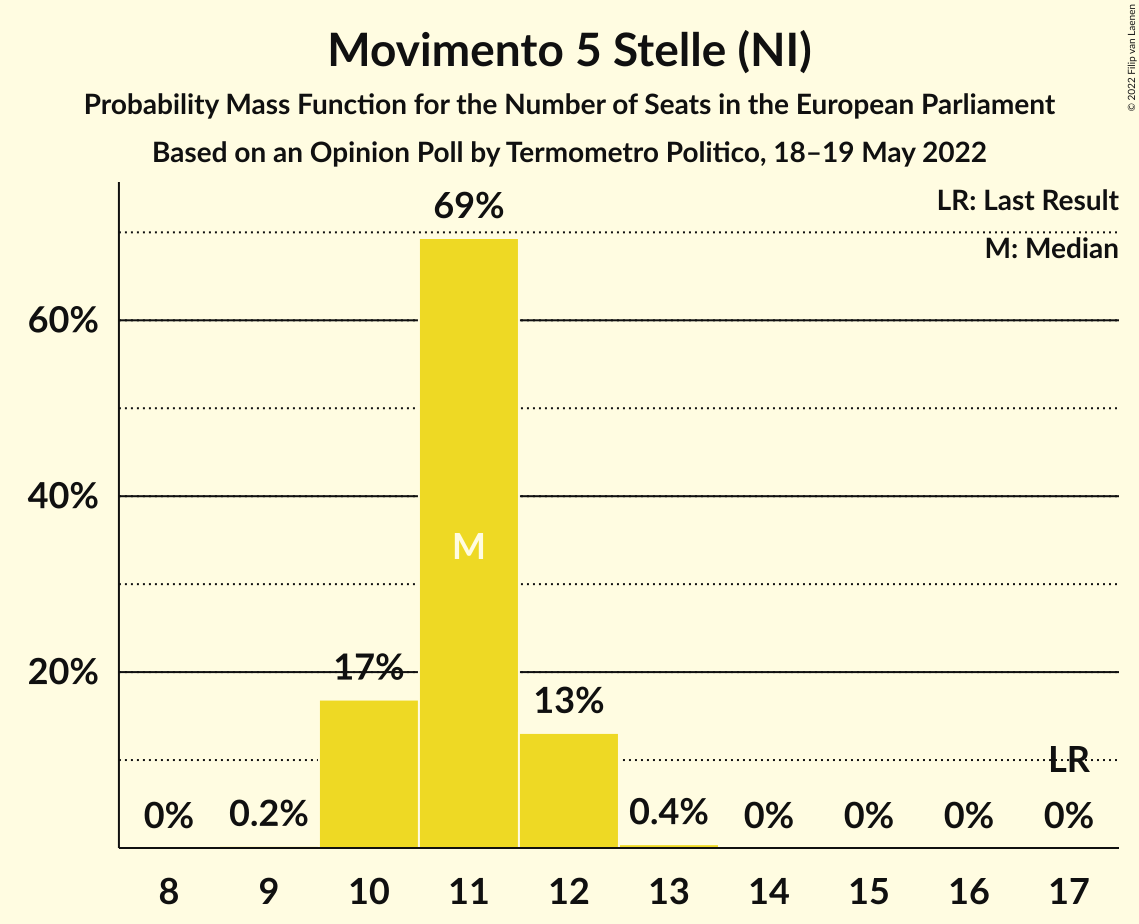 Movimento 5 Stelle (NI)
Probability Mass Function for the Number of Seats in the European Parliament
Based on an Opinion Poll by Termometro Politico, 18–19 May 2022
© 2022 Filip van Laenen
LR: Last Result
M: Median
60%
40%
20%
0%
0.2%
17%
69%
M
13%
0.4%
0%
0%
0%
LR
0%
8 9 10 11 12 13 14 15 16 17